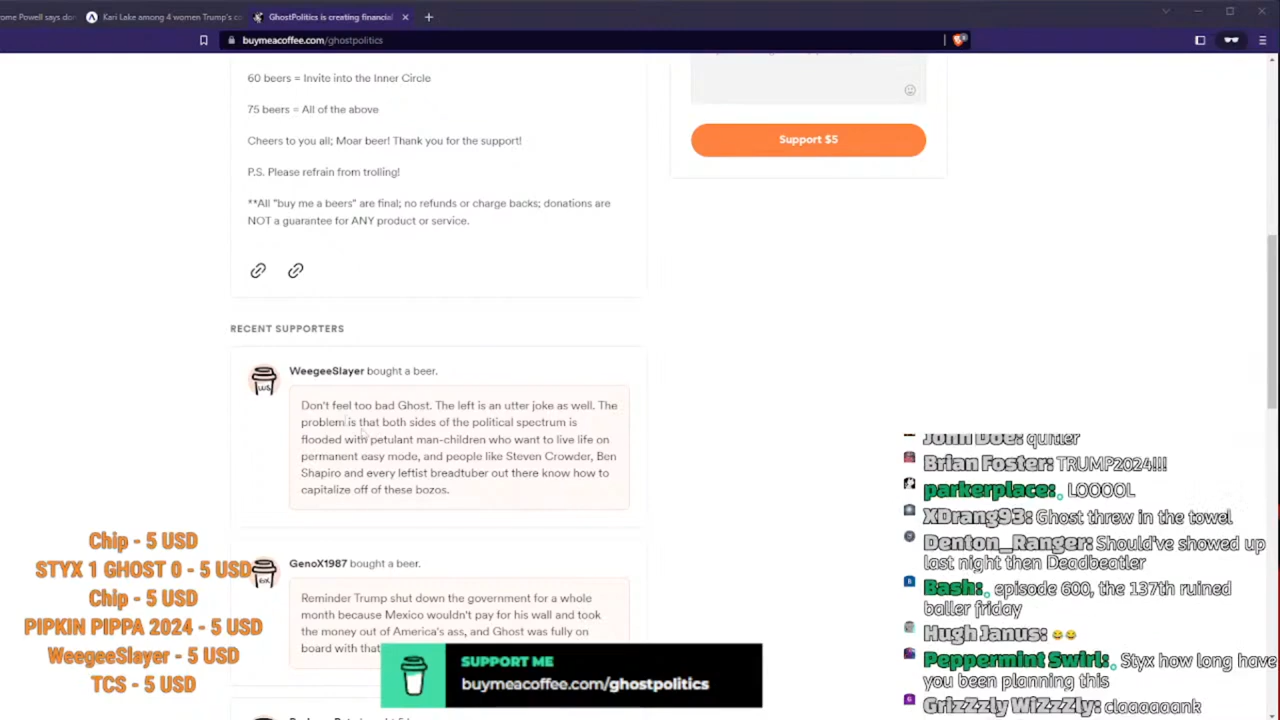 ome Powell says do
Kari Lake among 4 women Trump's c
GhostPolitics is creating financial
buymeacoffee.com/ghostpolitics
60 beers = Invite into the Inner Circle
75 beers = All of the above
Cheers to you all; Moar beer! Thank you for the support!
P.S. Please refrain from trolling!
**All "buy me a beers" are final; no refunds or charge backs; donations are
NOT a guarantee for ANY product or service.
Support $5
RECENT SUPPORTERS
WeegeeSlayer bought a beer.
Don't feel too bad Ghost. The left is an utter joke as well. The
problem is that both sides of the political spectrum is
flooded with petulant man-children who want to live life on
permanent easy mode, and people like Steven Crowder, Ben
Shapiro and every leftist breadtuber out there know how to
capitalize off of these bozos.
GenoX1987 bought a beer.
Reminder Trump shut down the government for a whole
month because Mexico wouldn't pay for his wall and took
the money out of America's ass, and Ghost was fully on
board with that
SUPPORT ME
buymeacoffee.com/ghostpolitics
Chip - 5 USD
STYX 1 GHOST 0 - 5 USD
Chip - 5 USD
PIPKIN PIPPA 2024 - 5 USD
WeegeeSlayer - 5 USD
TCS - 5 USD
John Doe: quitter
Brian Foster: TRUMP2024!!!
parkerplace: LOOOOL
XDrang93: Ghost threw in the towel
Denton_Ranger: Should've showed up
last night then Deadbeatler
Bash: episode 600, the 137th ruined
baller friday
Hugh Janus: 😂😂
Peppermint Swirl: Styx how long have
you been planning this
GrizZzly WizZzLy: claaaaaank